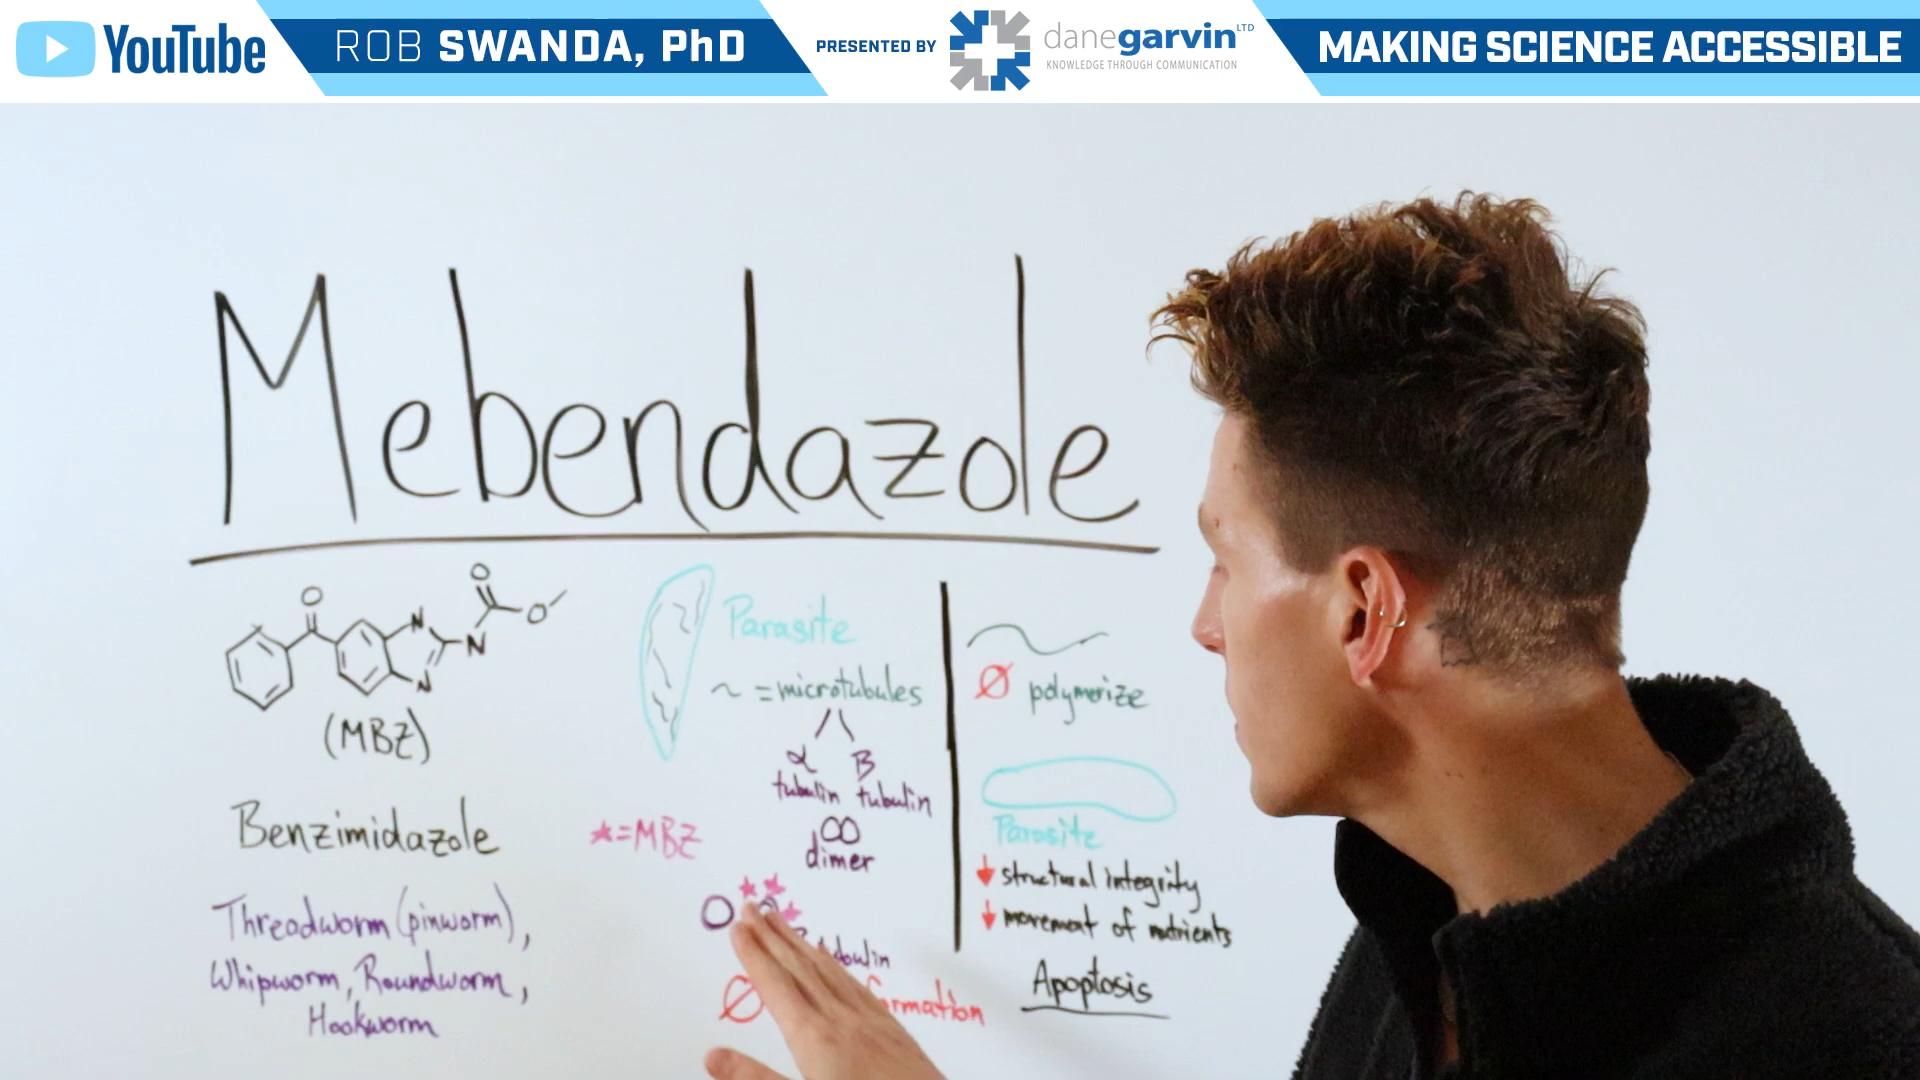 YouTube
ROB SWANDA, PhD
PRESENTED BY
danegarvin LTD
KNOWLEDGE THROUGH COMMUNICATION
MAKING SCIENCE ACCESSIBLE
Mebendazole
O
O
N
N
N
O
(MBZ)
Benzimidazole
Threadworm (pinworm),
Whipworm, Roundworm,
Hookworm
Parasite
~ = microtubules
α B
tubulin tubulin
dimer
★=MBZ
Ø
Ø polymerize
Parasite
↓ structural integrity
↓ movement of nutrients
Apoptosis